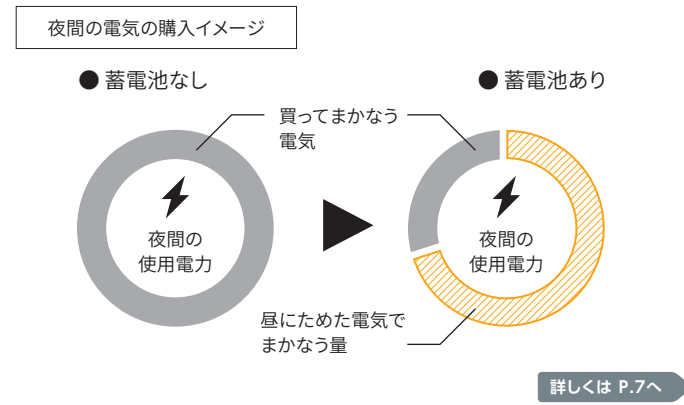 夜間の電気の購入イメージ
● 蓄電池なし
● 蓄電池あり
買ってまかなう
電気
夜間の
使用電力
夜間の
使用電力
昼にためた電気で
まかなう量
詳しくは P.7へ